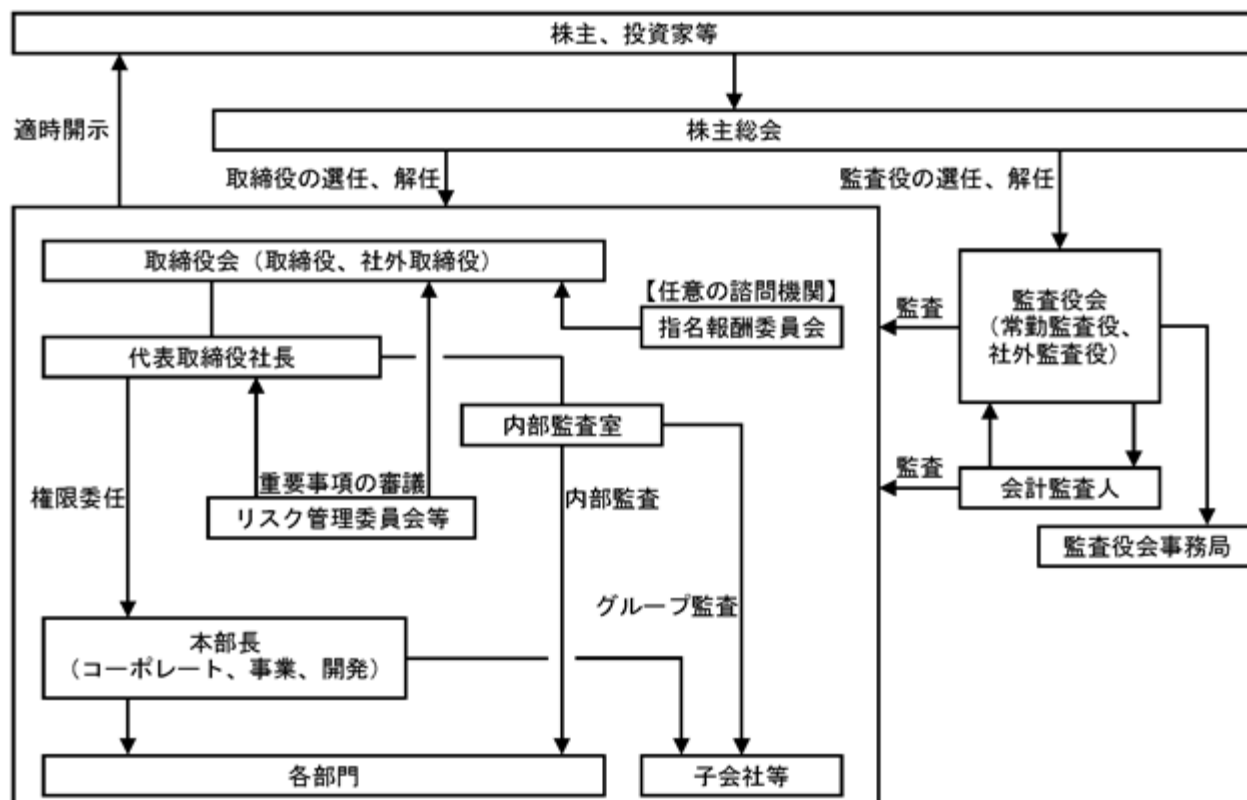 株主、投資家等
適時開示
株主総会
取締役の選任、解任
監査役の選任、解任
取締役会（取締役、社外取締役）
【任意の諮問機関】
指名報酬委員会
監査
監査役会
（常勤監査役、
社外監査役）
代表取締役社長
内部監査室
監査
会計監査人
権限委任
重要事項の審議
リスク管理委員会等
内部監査
監査役会事務局
グループ監査
本部長
（コーポレート、事業、開発）
各部門
子会社等